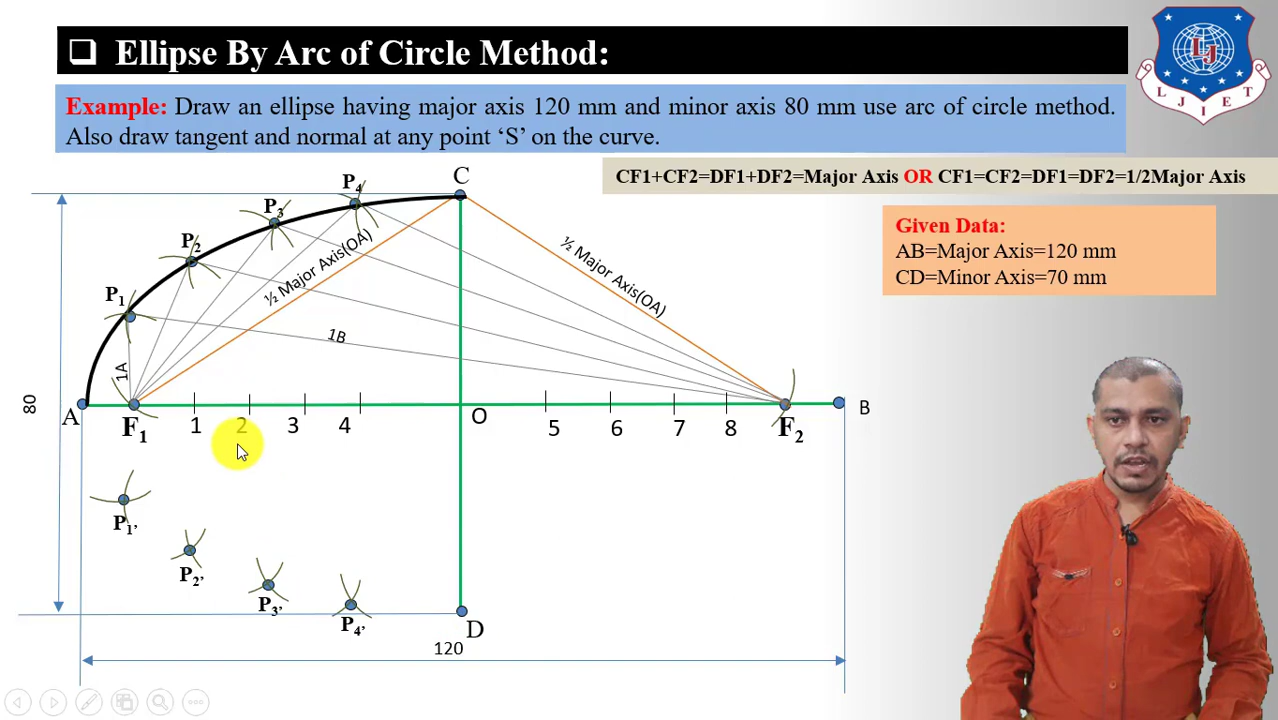 ❑ Ellipse By Arc of Circle Method:
Example: Draw an ellipse having major axis 120 mm and minor axis 80 mm use arc of circle method.
Also draw tangent and normal at any point ‘S’ on the curve.
I J
L J I E T
CF1+CF2=DF1+DF2=Major Axis OR CF1=CF2=DF1=DF2=1/2Major Axis
Given Data:
AB=Major Axis=120 mm
CD=Minor Axis=70 mm
C
P4
P3
P2
P1
½ Major Axis(OA)
½ Major Axis(OA)
1B
1A
80
A
F1
1
2
3
4
O
5
6
7
8
F2
B
P1’
P2’
P3’
P4’
D
120